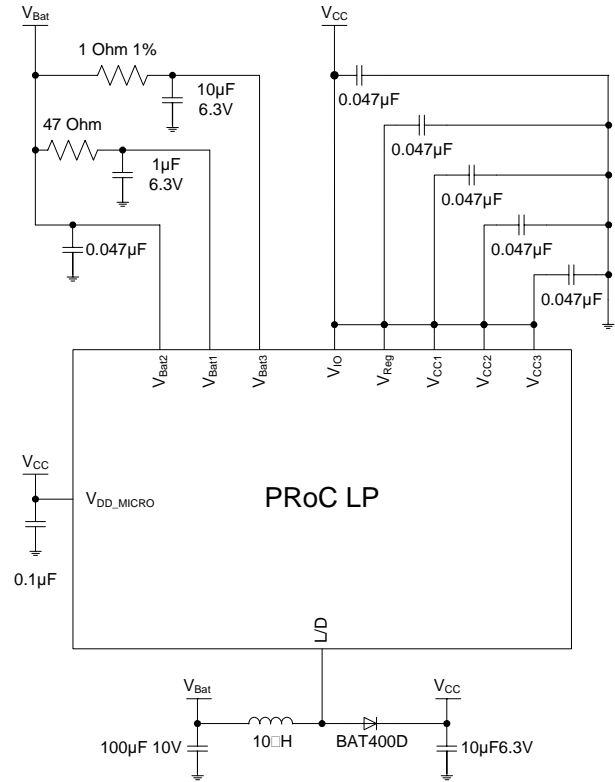 VBat
VCC
1 Ohm 1%
10µF
6.3V
0.047µF
47 Ohm
0.047µF
1µF
6.3V
0.047µF
0.047µF
0.047µF
0.047µF
VBat2
VBat1
VBat3
VIO
VReg
VCC1
VCC2
VCC3
VCC
VDD_MICRO
PRoC LP
0.1µF
L/D
VBat
VCC
100µF 10V
10□H
BAT400D
10µF6.3V